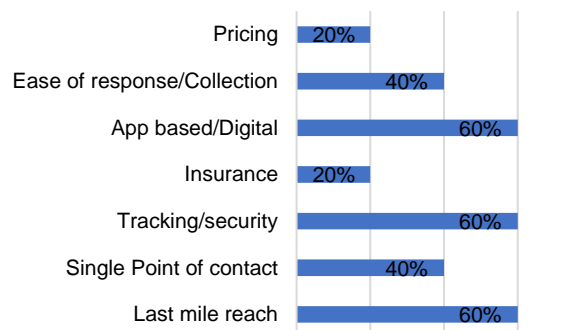 Pricing 20%
Ease of response/Collection 40%
App based/Digital 60%
Insurance 20%
Tracking/security 60%
Single Point of contact 40%
Last mile reach 60%